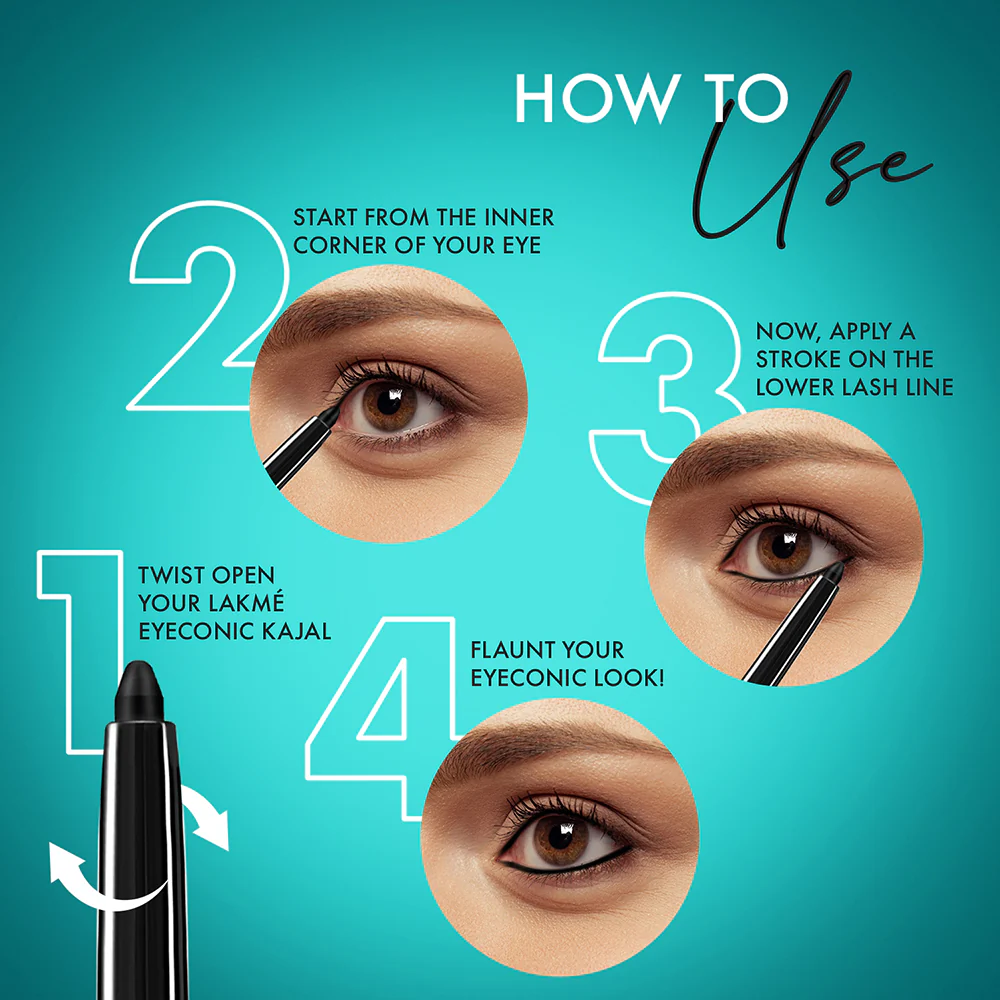 HOW TO
Use
1
TWIST OPEN
YOUR LAKMÉ
EYECONIC KAJAL
2
START FROM THE INNER
CORNER OF YOUR EYE
3
NOW, APPLY A
STROKE ON THE
LOWER LASH LINE
4
FLAUNT YOUR
EYECONIC LOOK!